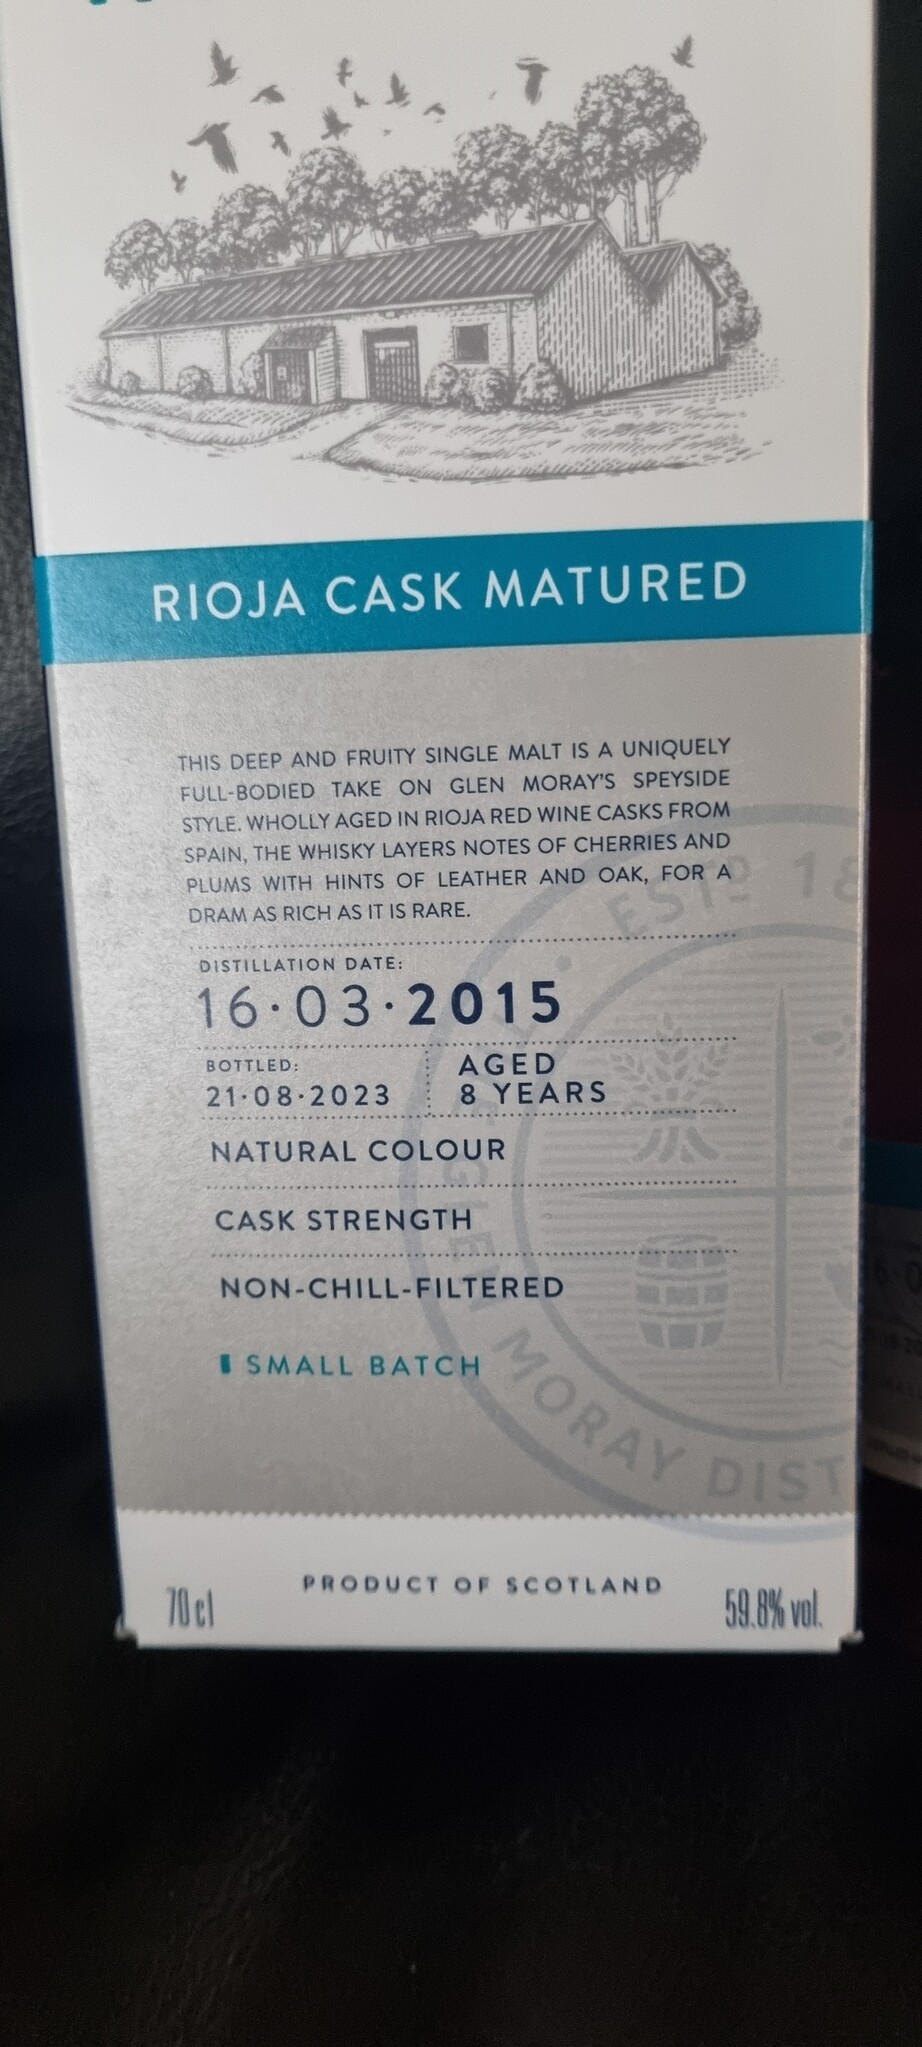 RIOJA CASK MATURED
THIS DEEP AND FRUITY SINGLE MALT IS A UNIQUELY
FULL-BODIED TAKE ON GLEN MORAY'S SPEYSIDE
STYLE. WHOLLY AGED IN RIOJA RED WINE CASKS FROM
SPAIN, THE WHISKY LAYERS NOTES OF CHERRIES AND
PLUMS WITH HINTS OF LEATHER AND OAK, FOR A
DRAM AS RICH AS IT IS RARE.
ESTD 18
DISTILLATION DATE:
16·03·2015
BOTTLED:
21·08·2023
AGED
8 YEARS
NATURAL COLOUR
CASK STRENGTH
NON-CHILL-FILTERED
SMALL BATCH
GLEN MORAY DIST
PRODUCT OF SCOTLAND
70 cl
59.8% vol.